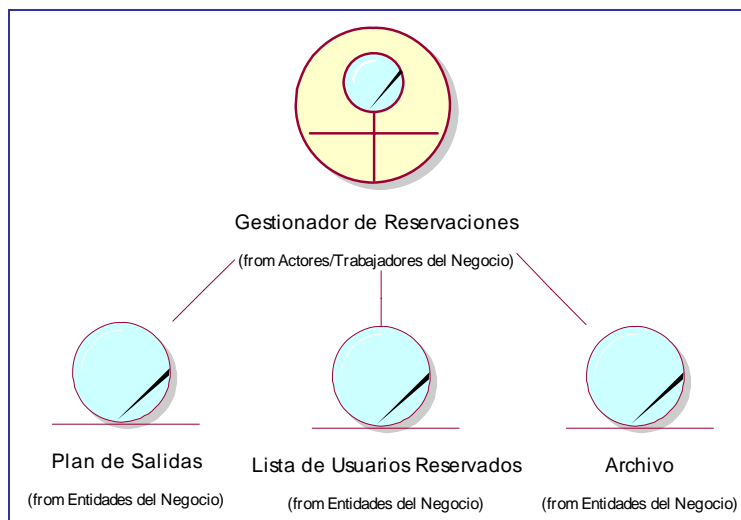 Gestionador de Reservaciones
(from Actores/Trabajadores del Negocio)
Plan de Salidas
(from Entidades del Negocio)
Lista de Usuarios Reservados
(from Entidades del Negocio)
Archivo
(from Entidades del Negocio)